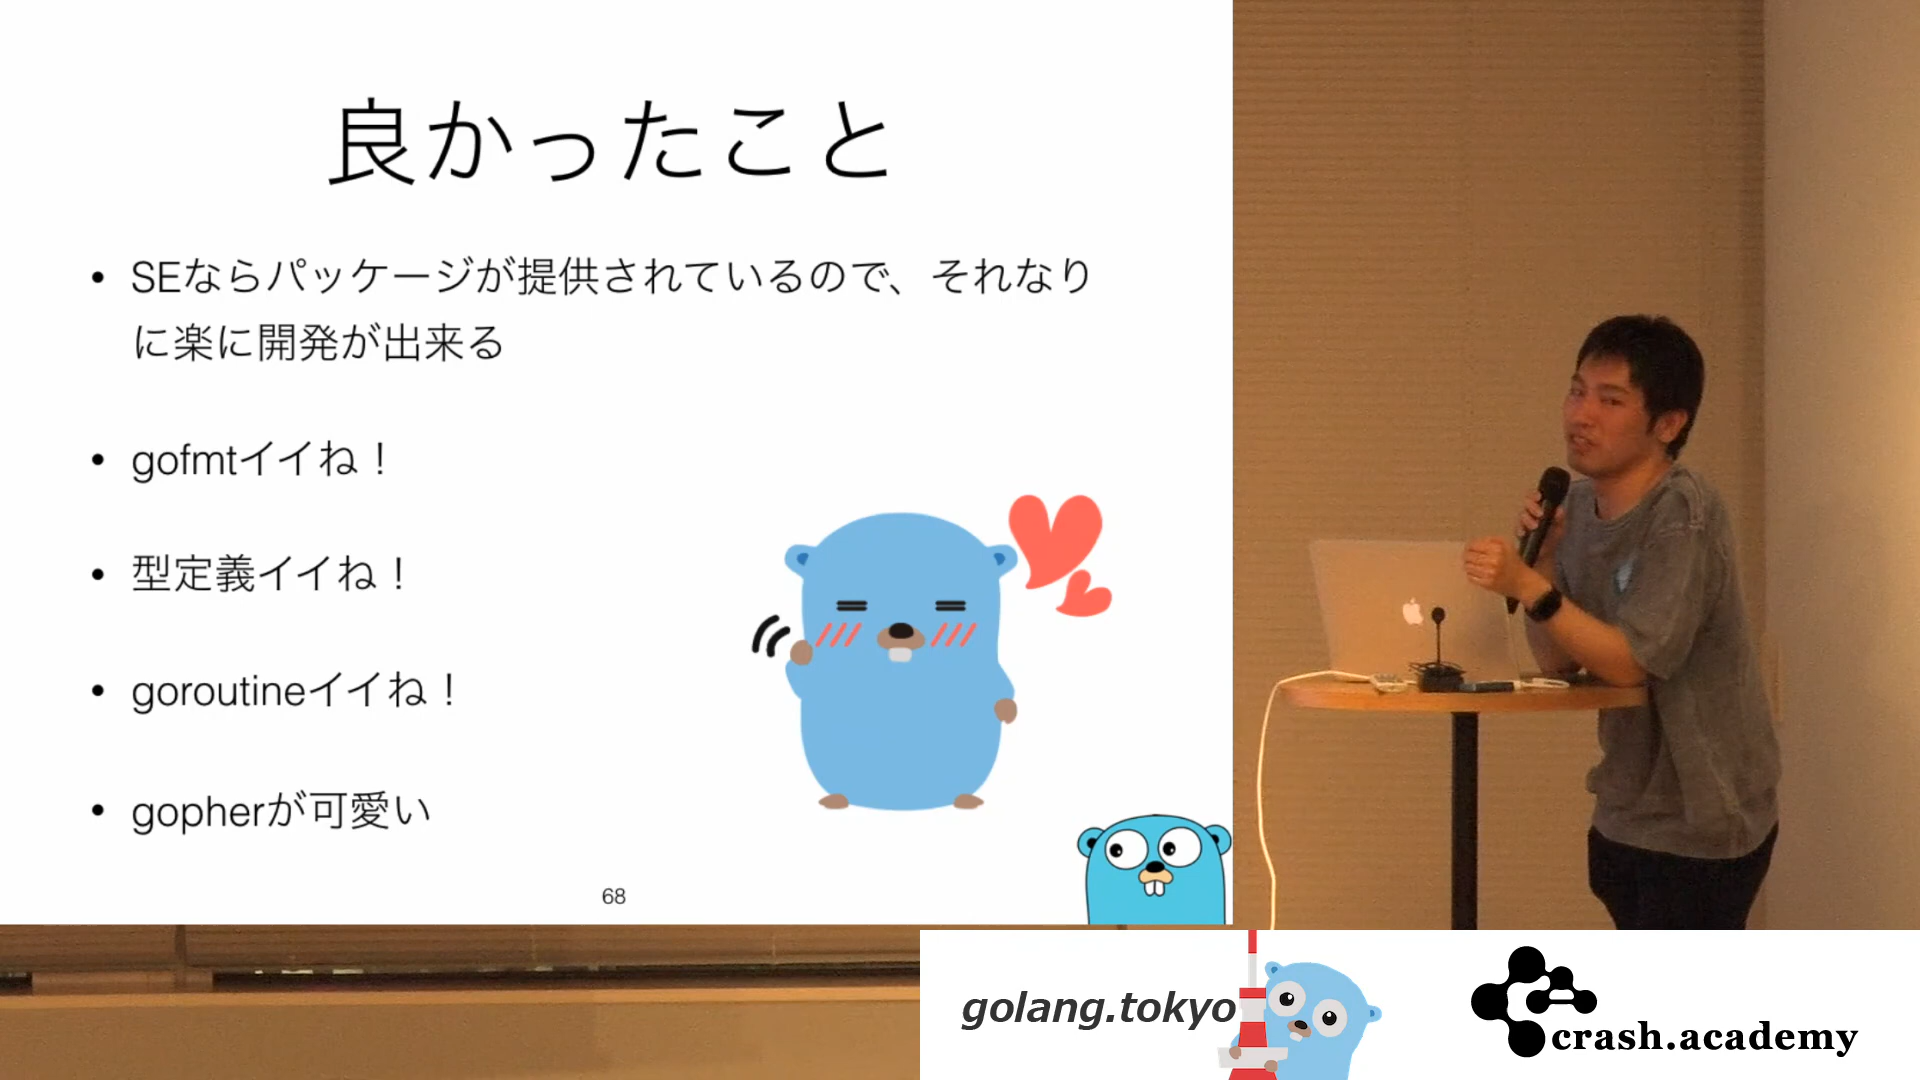 良かったこと
• SEならパッケージが提供されているので、それなり
に楽に開発が出来る
• gofmtイイね！
• 型定義イイね！
• goroutineイイね！
• gopherが可愛い
68
golang.tokyo
crash.academy